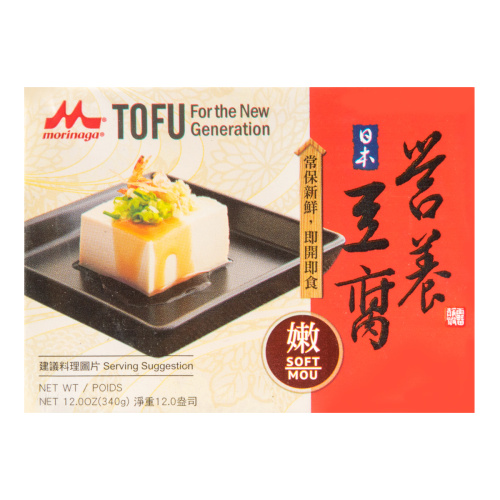 morinaga®
TOFU
For the New
Generation
常保新鮮，即開即食
日本
營養
豆腐
嫩
SOFT
MOU
建議料理圖片 Serving Suggestion
NET WT / POIDS
NET 12.0OZ(340g) 淨重12.0盎司